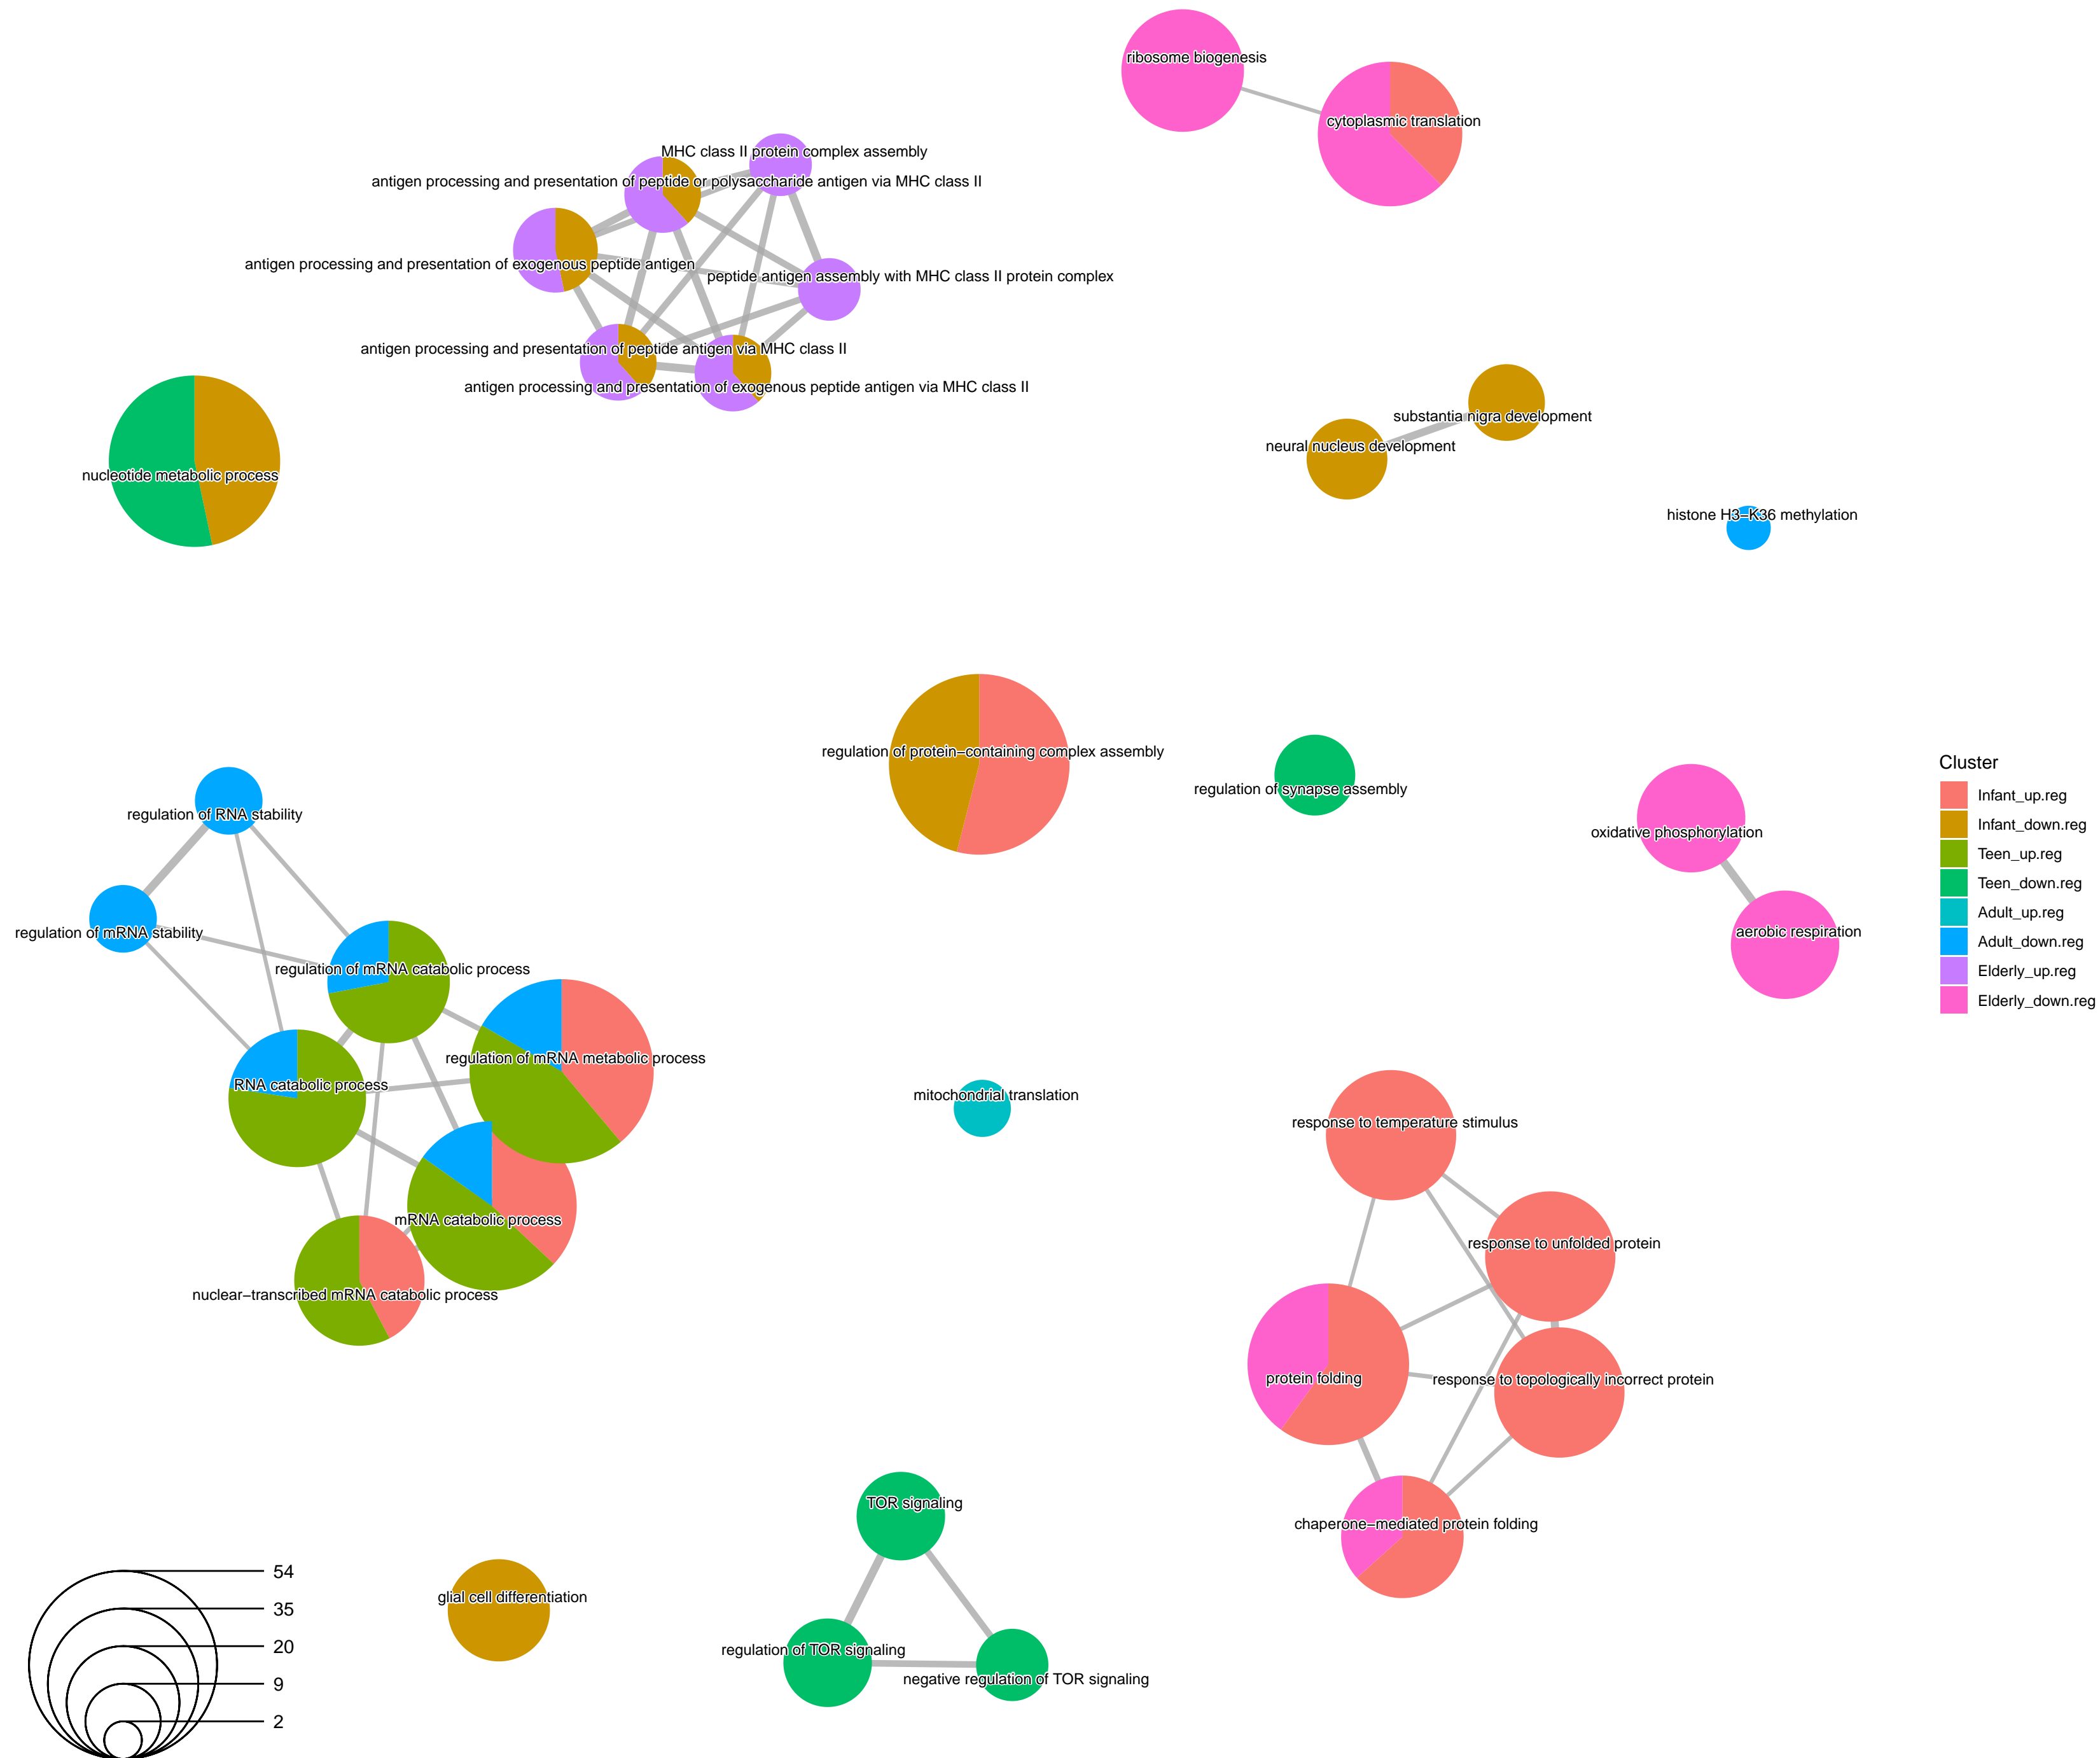 ribosome biogenesis
cytoplasmic translation
MHC class II protein complex assembly
antigen processing and presentation of peptide or polysaccharide antigen via MHC class II
antigen processing and presentation of exogenous peptide antigen
peptide antigen assembly with MHC class II protein complex
antigen processing and presentation of peptide antigen via MHC class II
antigen processing and presentation of exogenous peptide antigen via MHC class II
substantia nigra development
neural nucleus development
nucleotide metabolic process
histone H3−K36 methylation
regulation of protein−containing complex assembly
regulation of synapse assembly
regulation of RNA stability
oxidative phosphorylation
regulation of mRNA stability
aerobic respiration
Cluster
Infant_up.reg
Infant_down.reg
Teen_up.reg
Teen_down.reg
Adult_up.reg
Adult_down.reg
Elderly_up.reg
Elderly_down.reg
regulation of mRNA catabolic process
regulation of mRNA metabolic process
RNA catabolic process
mitochondrial translation
response to temperature stimulus
mRNA catabolic process
response to unfolded protein
nuclear−transcribed mRNA catabolic process
protein folding
response to topologically incorrect protein
TOR signaling
chaperone−mediated protein folding
glial cell differentiation
regulation of TOR signaling
negative regulation of TOR signaling
54
35
20
9
2